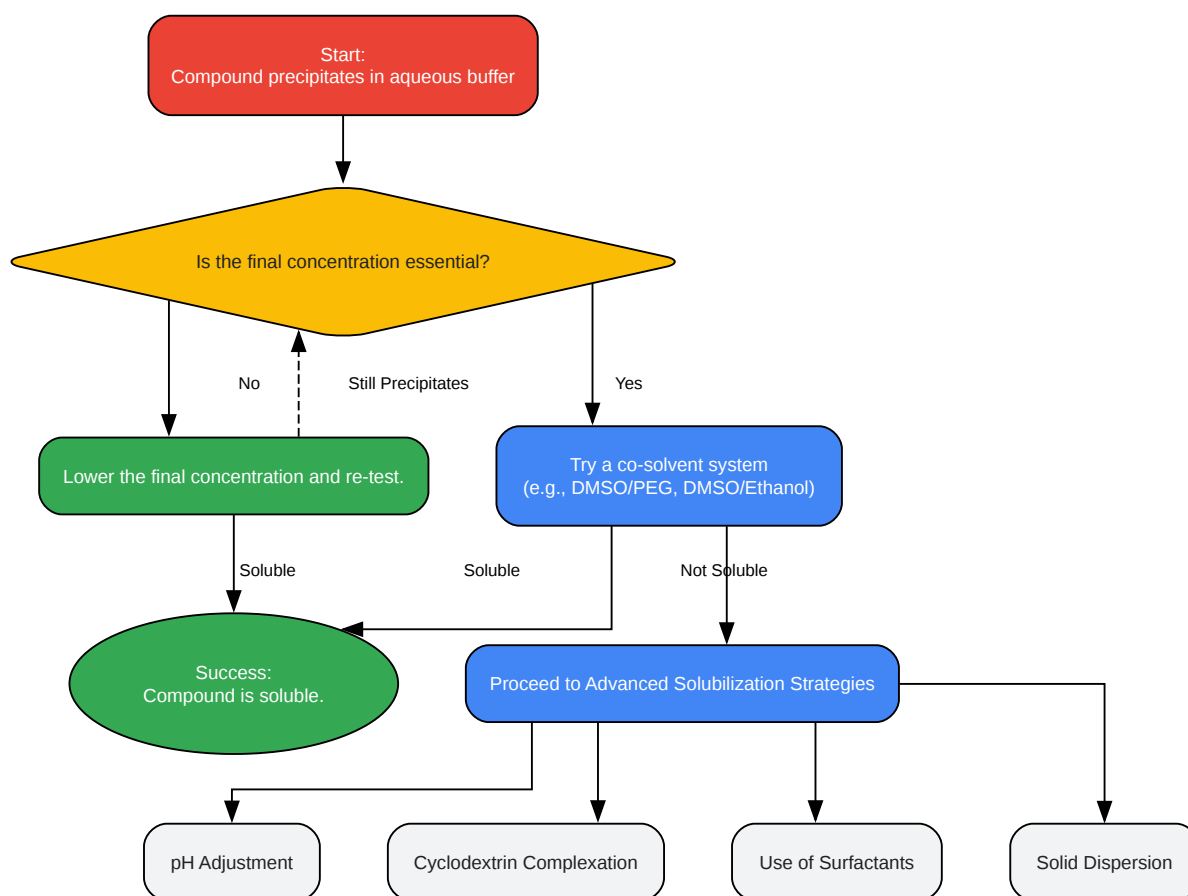 Start:
Compound precipitates in aqueous buffer
Is the final concentration essential?
No
Still Precipitates
Yes
Lower the final concentration and re-test.
Try a co-solvent system
(e.g., DMSO/PEG, DMSO/Ethanol)
Soluble
Soluble
Not Soluble
Success:
Compound is soluble.
Proceed to Advanced Solubilization Strategies
pH Adjustment
Cyclodextrin Complexation
Use of Surfactants
Solid Dispersion